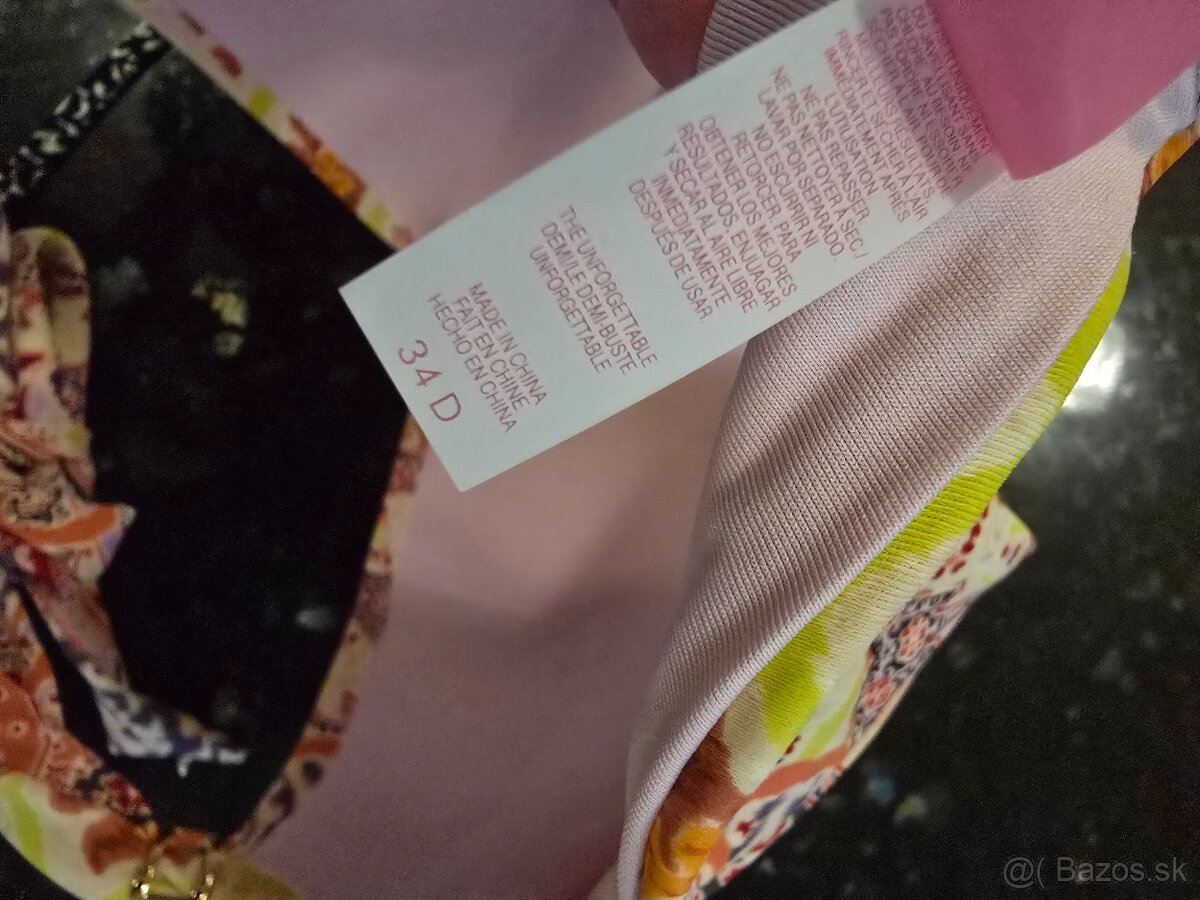 IMMEDIATEMENT APRÈS
L'UTILISATION.
NE PAS REPASSER
NE PAS NETTOYER À SEC/
LAVAR POR SEPARADO.
NO ESCURRIR NI
RETORCER. PARA
OBTENER LOS MEJORES
RESULTADOS, ENJUAGAR
Y SECAR AL AIRE LIBRE
INMEDIATAMENTE
DESPUES DE USAR.
THE UNFORGETTABLE
DEMI/LE DEMI-BUSTE
UNFORGETTABLE
MADE IN CHINA
FAIT EN CHINE
HECHO EN CHINA
34 D
@( Bazos.sk